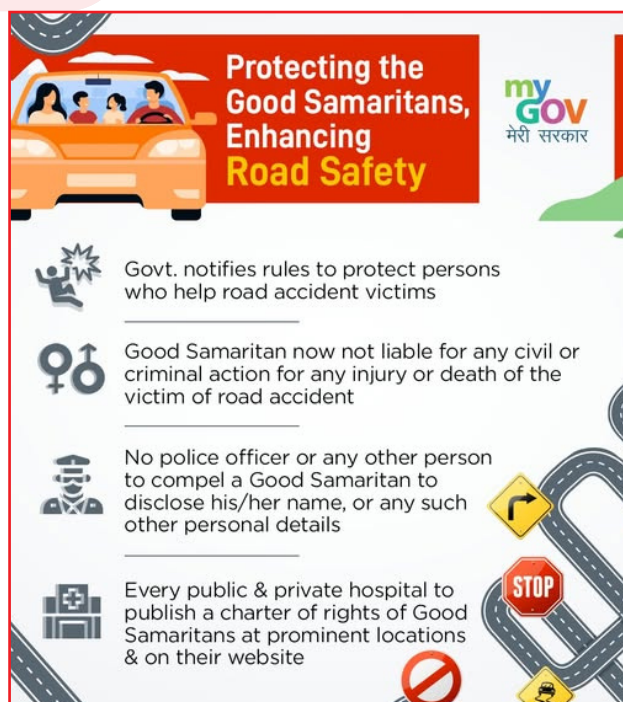 Protecting the
Good Samaritans,
Enhancing
Road Safety
my
GOV
मेरी सरकार
Govt. notifies rules to protect persons
who help road accident victims
Good Samaritan now not liable for any civil or
criminal action for any injury or death of the
victim of road accident
No police officer or any other person
to compel a Good Samaritan to
disclose his/her name, or any such
other personal details
Every public & private hospital to
publish a charter of rights of Good
Samaritans at prominent locations
& on their website
STOP